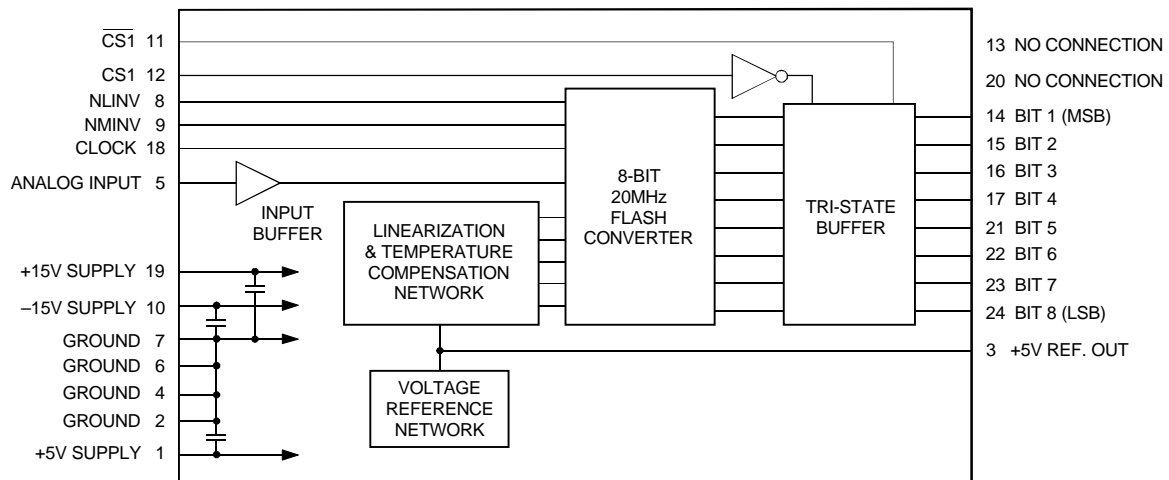 C̅S̅1̅ 11
CS1 12
NLINV 8
NMINV 9
CLOCK 18
ANALOG INPUT 5
+15V SUPPLY 19
–15V SUPPLY 10
GROUND 7
GROUND 6
GROUND 4
GROUND 2
+5V SUPPLY 1
INPUT
BUFFER
LINEARIZATION
& TEMPERATURE
COMPENSATION
NETWORK
VOLTAGE
REFERENCE
NETWORK
8-BIT
20MHz
FLASH
CONVERTER
TRI-STATE
BUFFER
13 NO CONNECTION
20 NO CONNECTION
14 BIT 1 (MSB)
15 BIT 2
16 BIT 3
17 BIT 4
21 BIT 5
22 BIT 6
23 BIT 7
24 BIT 8 (LSB)
3 +5V REF. OUT